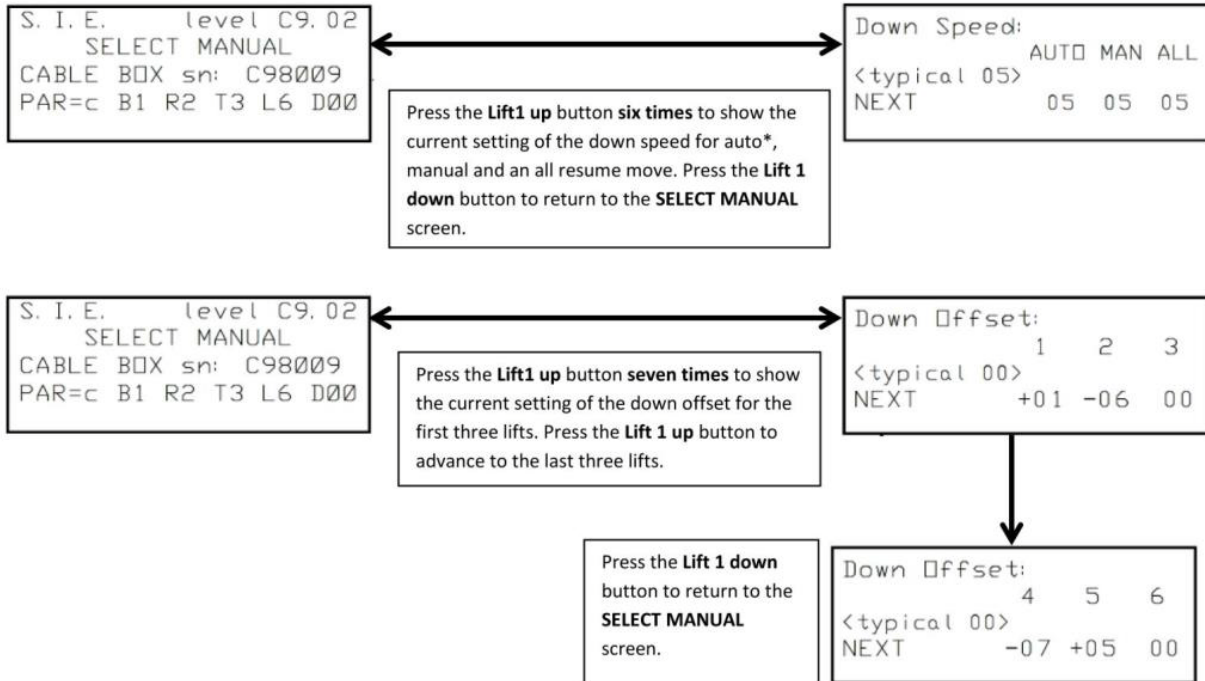 S. I. E. level C9.02
SELECT MANUAL
CABLE BOX sn: C98009
PAR=c B1 R2 T3 L6 D00
Down Speed:
AUTO MAN ALL
<typical 05>
NEXT 05 05 05
Press the Lift1 up button six times to show the
current setting of the down speed for auto*,
manual and an all resume move. Press the Lift 1
down button to return to the SELECT MANUAL
screen.
S. I. E. level C9.02
SELECT MANUAL
CABLE BOX sn: C98009
PAR=c B1 R2 T3 L6 D00
Down Offset:
1 2 3
<typical 00>
NEXT +01 -06 00
Press the Lift1 up button seven times to show
the current setting of the down offset for the
first three lifts. Press the Lift 1 up button to
advance to the last three lifts.
Press the Lift 1 down
button to return to the
SELECT MANUAL
screen.
Down Offset:
4 5 6
<typical 00>
NEXT -07 +05 00